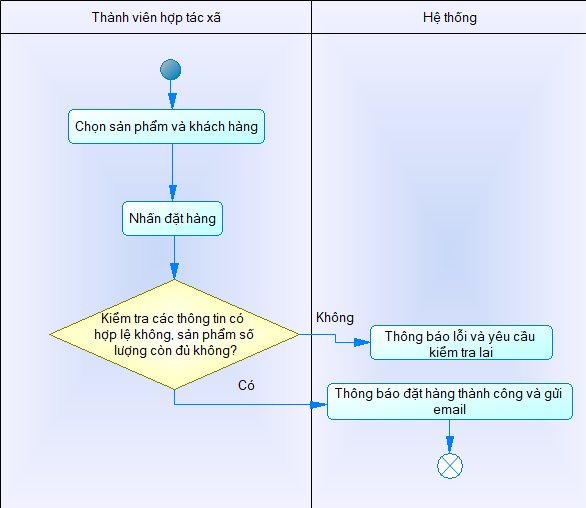 Thành viên hợp tác xã
Hệ thống
Chọn sản phẩm và khách hàng
Nhấn đặt hàng
Kiểm tra các thông tin có
hợp lệ không, sản phẩm số
lượng còn đủ không?
Không
Thông báo lỗi và yêu cầu
kiểm tra lai
Có
Thông báo đặt hàng thành công và gửi
email